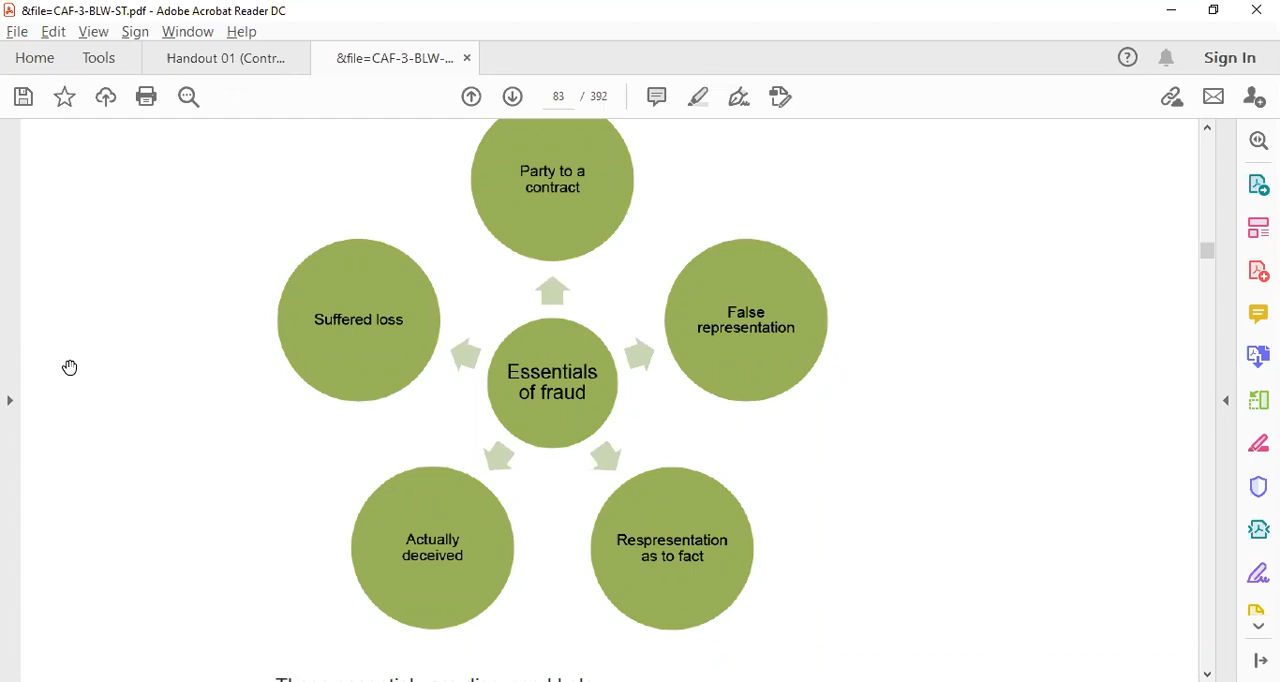 &file=CAF-3-BLW-ST.pdf - Adobe Acrobat Reader DC
File Edit View Sign Window Help
Home Tools Handout 01 (Contr... &file=CAF-3-BLW-... × Sign In
83 / 392
Party to a
contract
Suffered loss
False
representation
Essentials
of fraud
Actually
deceived
Respresentation
as to fact